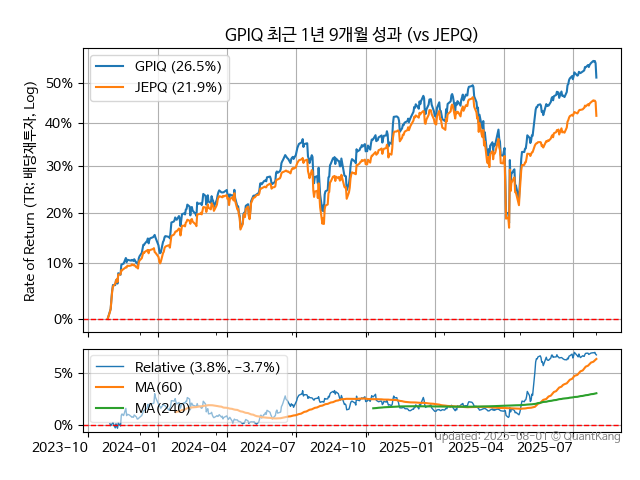 GPIQ 최근 1년 9개월 성과 (vs JEPQ)
GPIQ (26.5%)
JEPQ (21.9%)
50%
40%
30%
20%
10%
0%
Rate of Return (TR: 배당재투자, Log)
Relative (3.8%, −3.7%)
MA(60)
MA(240)
5%
0%
2023−10 2024−01 2024−04 2024−07 2024−10 2025−01 2025−04 2025−07
updated: 2025−08−01 © QuantKang